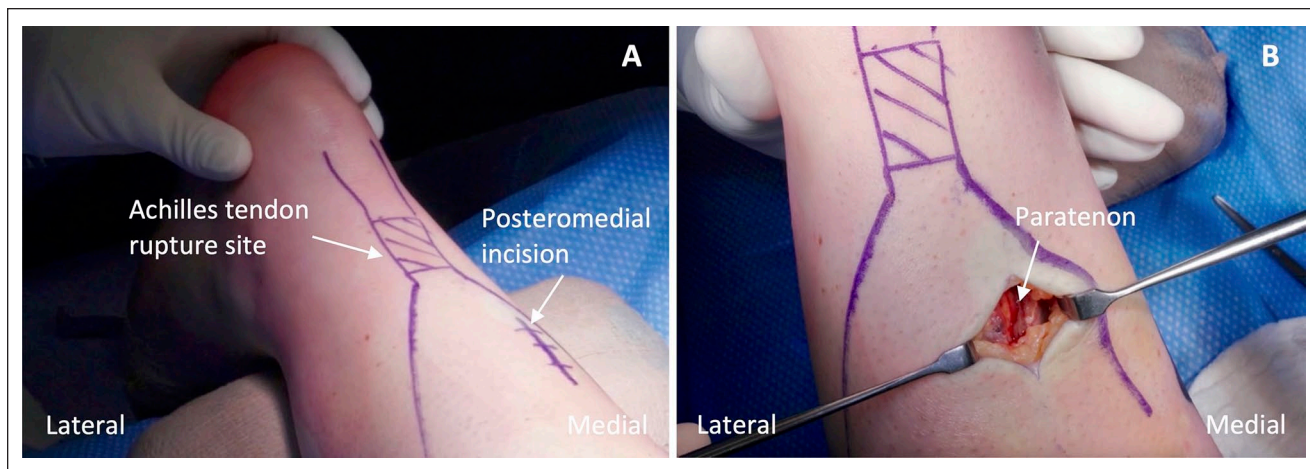 A
Achilles tendon
rupture site
Posteromedial
incision
Lateral
Medial
B
Paratenon
Lateral
Medial